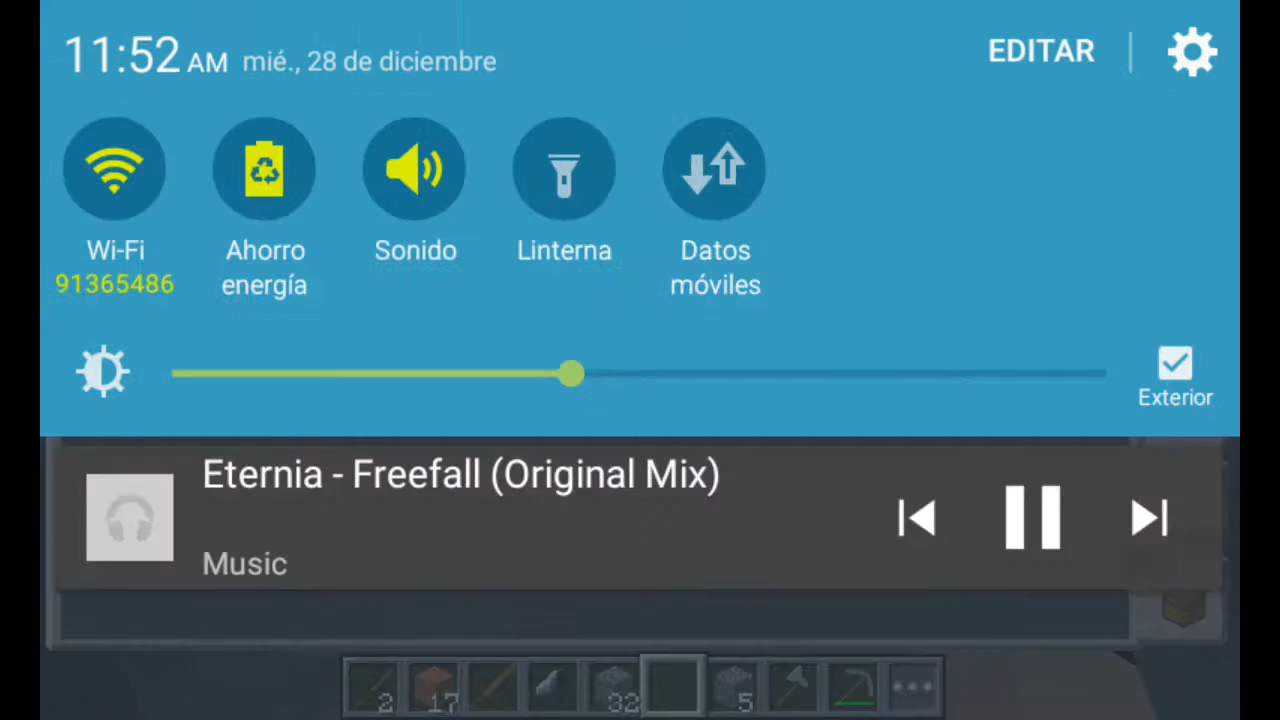 11:52 AM mié., 28 de diciembre
EDITAR
Wi-Fi
91365486
Ahorro
energía
Sonido
Linterna
Datos
móviles
Exterior
Eternia - Freefall (Original Mix)
Music
2
17
32
5